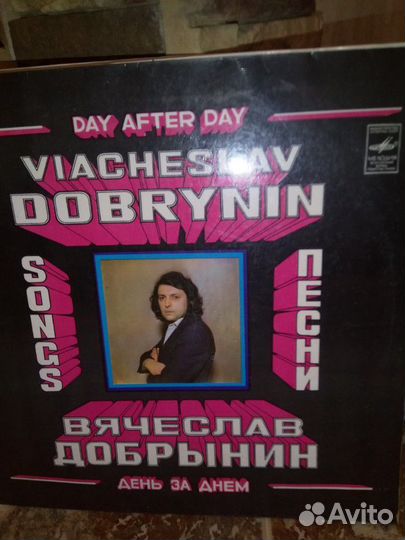 DAY AFTER DAY
VIACHESLAV
DOBRYNIN
SONGS
ПЕСНИ
ВЯЧЕСЛАВ
ДОБРЫНИН
ДЕНЬ ЗА ДНЕМ
Avito